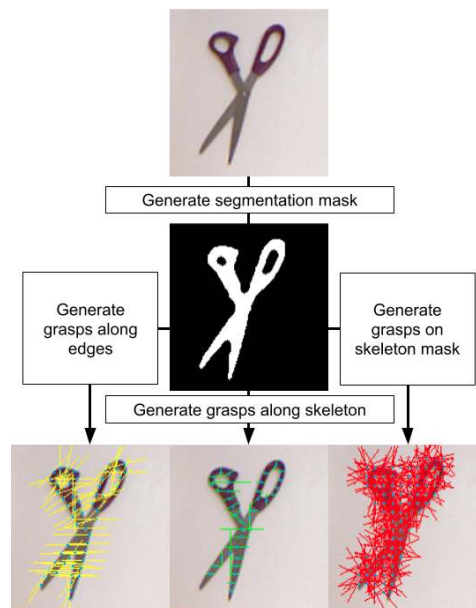 Generate segmentation mask
Generate
grasps along
edges
Generate
grasps on
skeleton mask
Generate grasps along skeleton